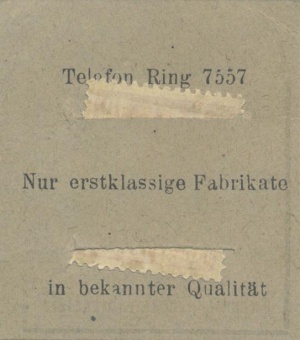 Telefon Ring 7557
Nur erstklassige Fabrikate
in bekannter Qualität